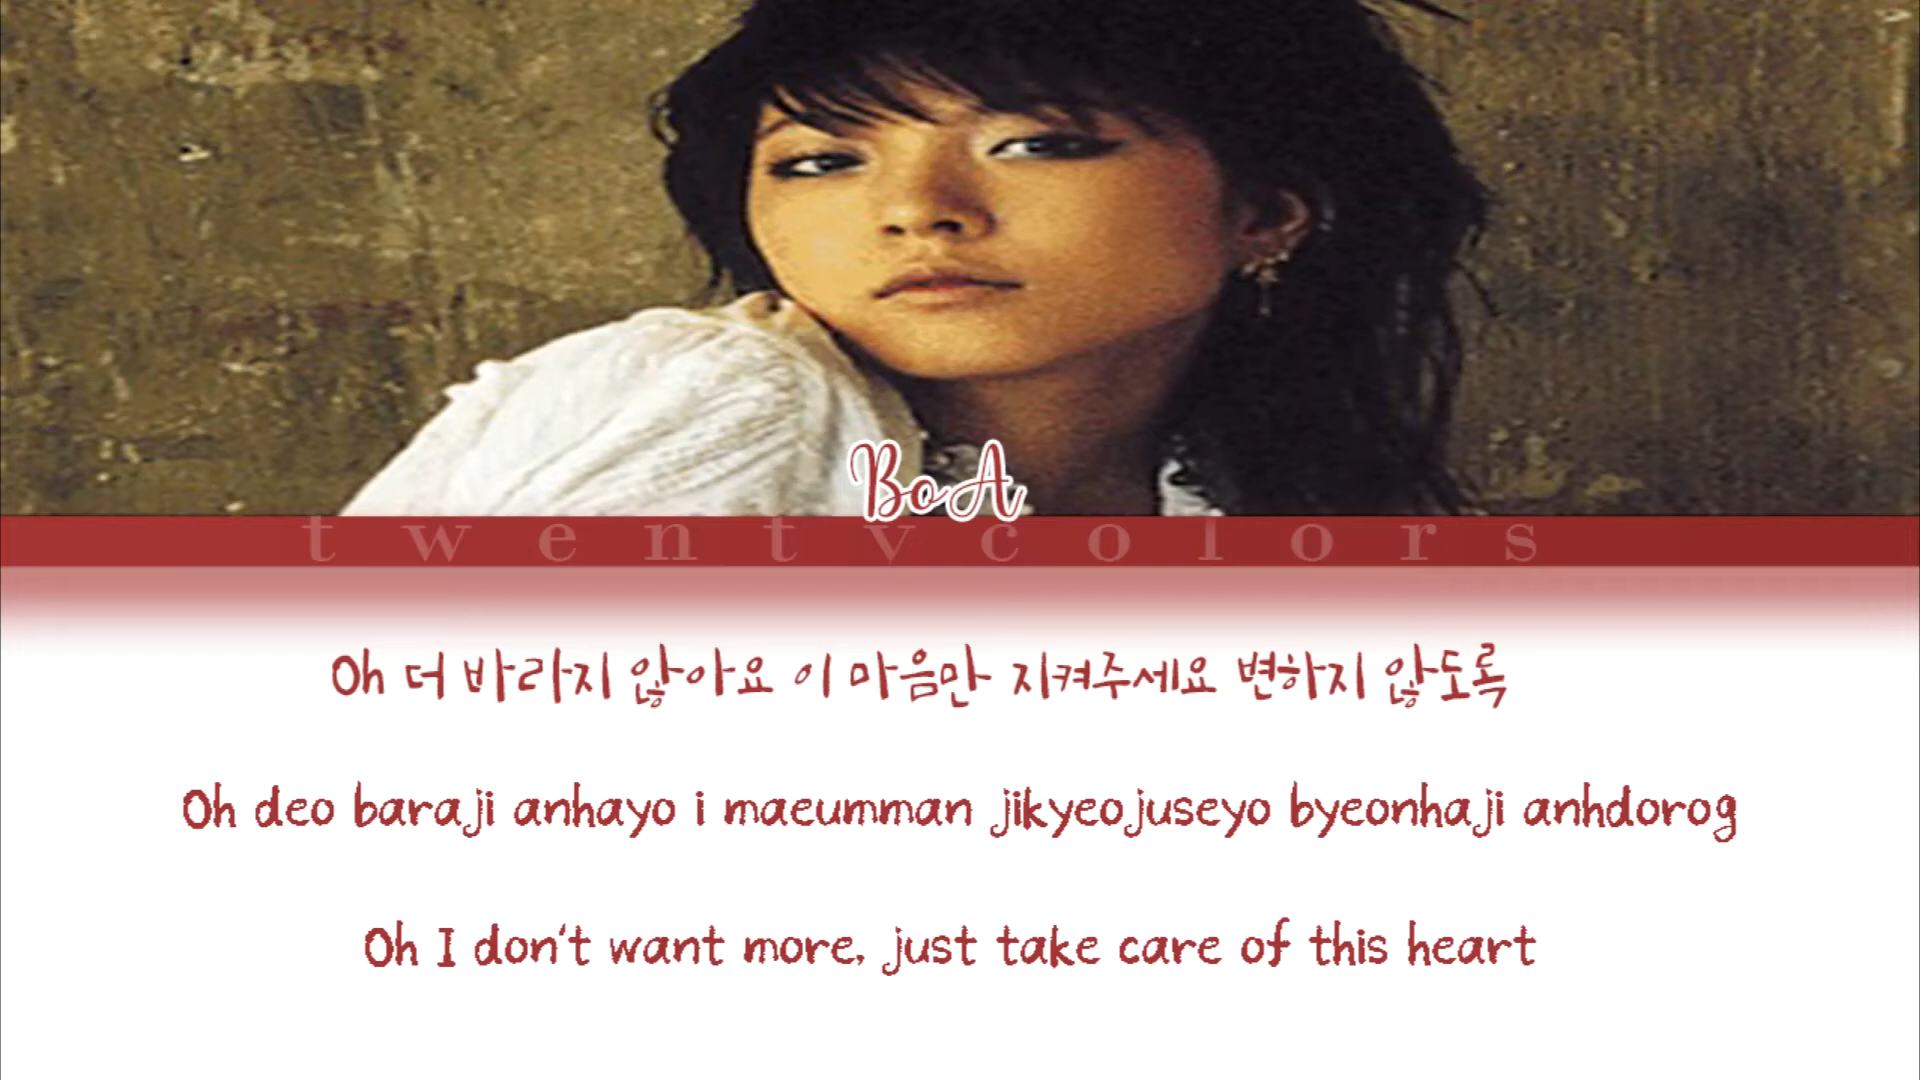 BoA
twentycolors
Oh 더 바라지 않아요 이 마음만 지켜주세요 변하지 않도록
Oh deo baraji anhayo i maeumman jikyeojuseyo byeonhaji anhdorog
Oh I don't want more, just take care of this heart